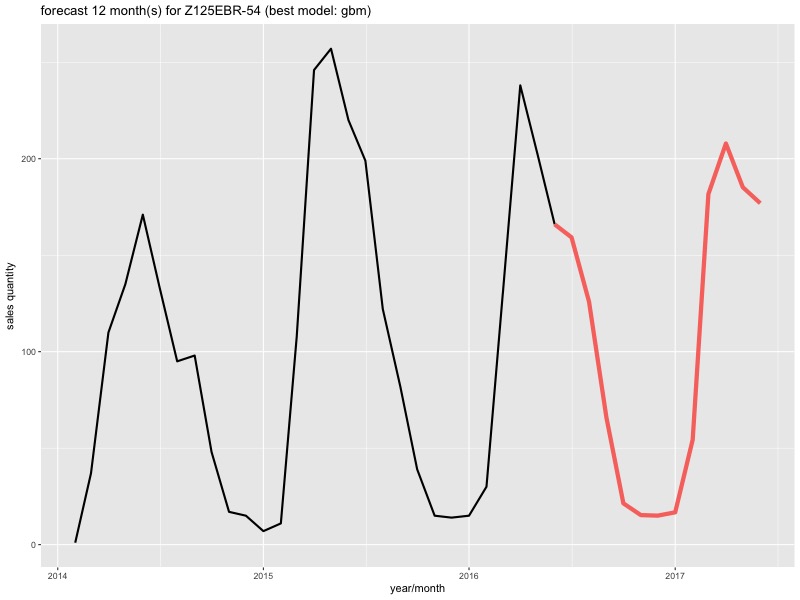 forecast 12 month(s) for Z125EBR-54 (best model: gbm)
sales quantity
200
100
0
2014 2015 2016 2017
year/month